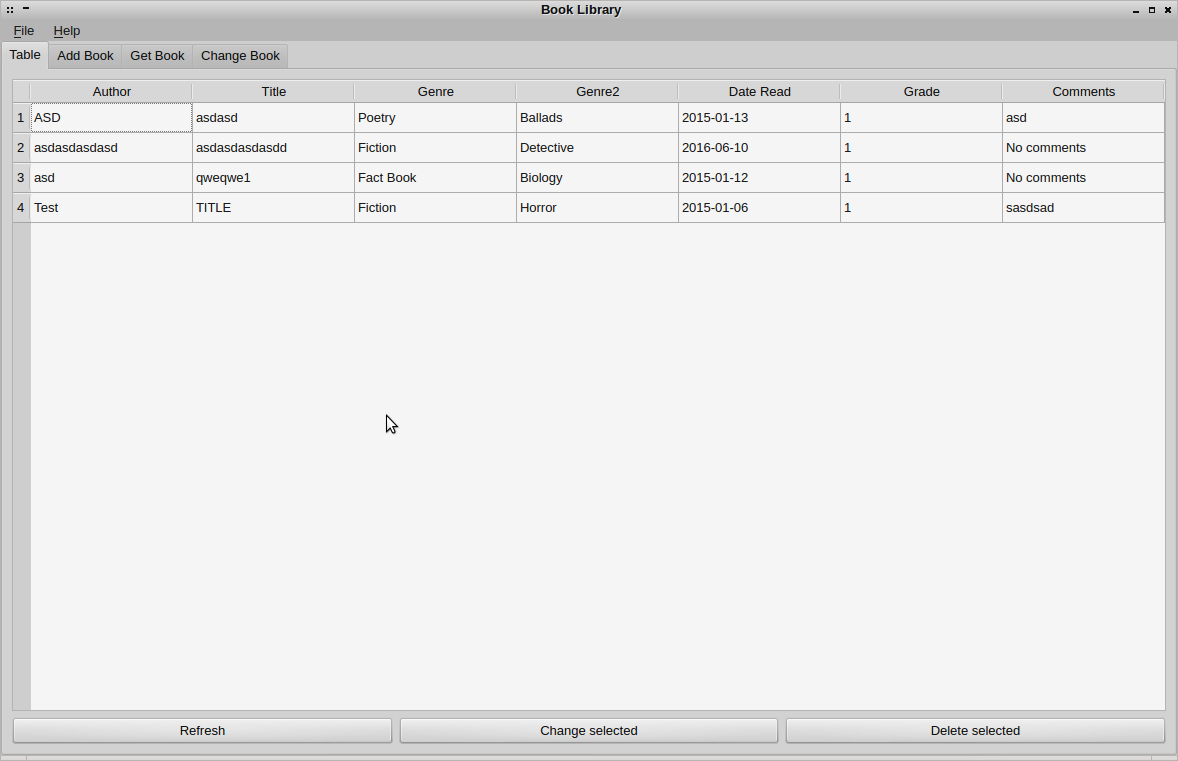 Book Library
File Help
Table Add Book Get Book Change Book
Author Title Genre Genre2 Date Read Grade Comments
1 ASD asdasd Poetry Ballads 2015-01-13 1 asd
2 asdasdasdasd asdasdasdasdd Fiction Detective 2016-06-10 1 No comments
3 asd qweqwe1 Fact Book Biology 2015-01-12 1 No comments
4 Test TITLE Fiction Horror 2015-01-06 1 sasdsad
Refresh Change selected Delete selected